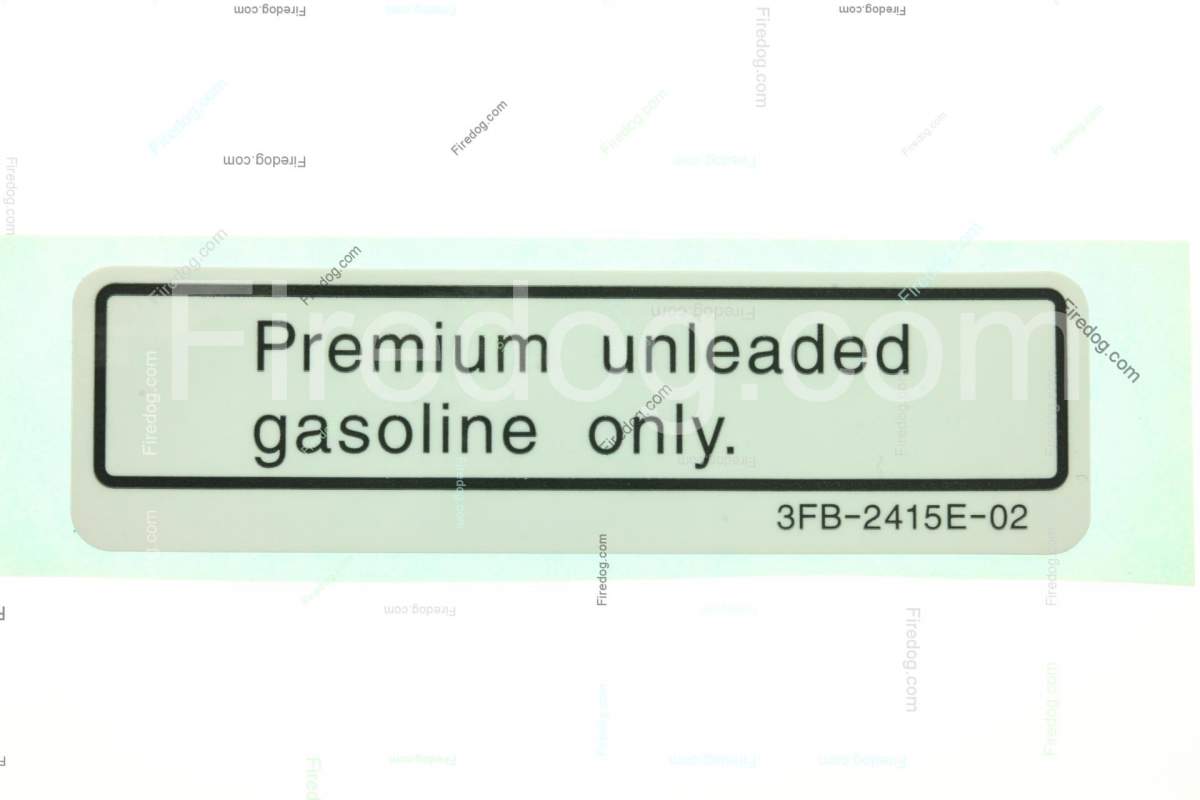 Premium unleaded
gasoline only.
3FB-2415E-02
Firedog.com